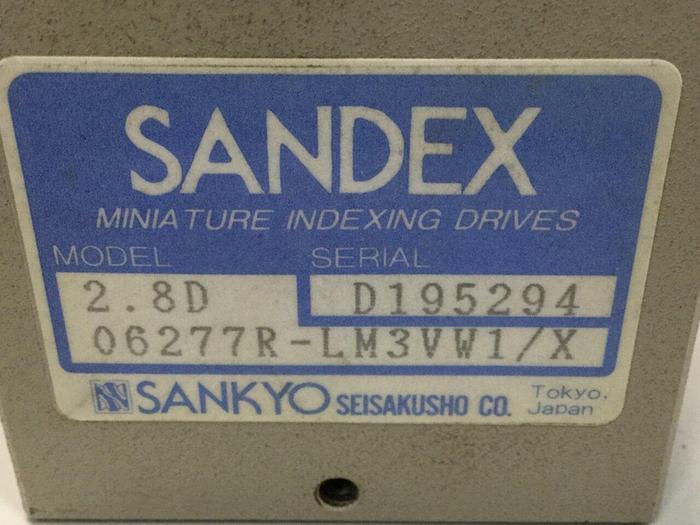 SANDEX
MINIATURE INDEXING DRIVES
MODEL SERIAL
2.8D D195294
06277R-LM3VW1/X
SANKYO SEISAKUSHO CO. Tokyo, Japan